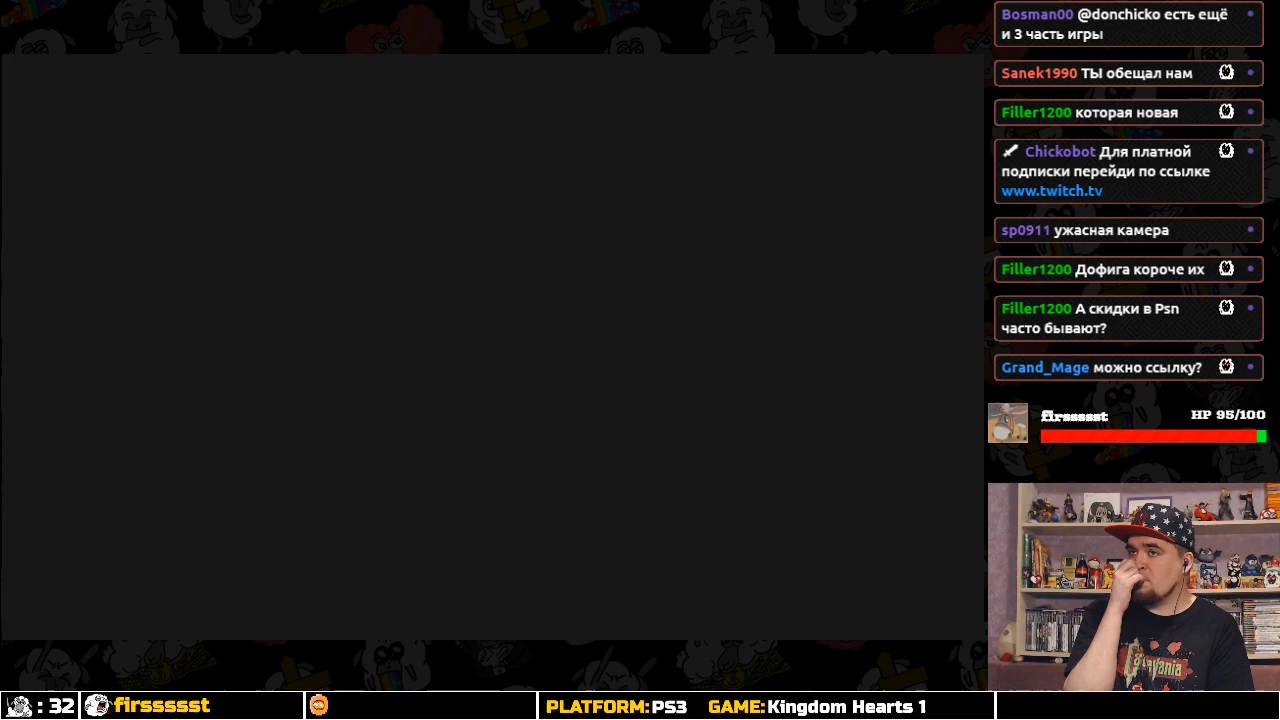 Bosman00 @donchicko есть ещё
и 3 часть игры
Sanek1990 ТЫ обещал нам
Filler1200 которая новая
Chickobot Для платной
подписки перейди по ссылке
www.twitch.tv
sp0911 ужасная камера
Filler1200 Дофига короче их
Filler1200 А скидки в Psn
часто бывают?
Grand_Mage можно ссылку?
firssssst HP 95/100
: 32 firssssst PLATFORM:PS3 GAME:Kingdom Hearts 1